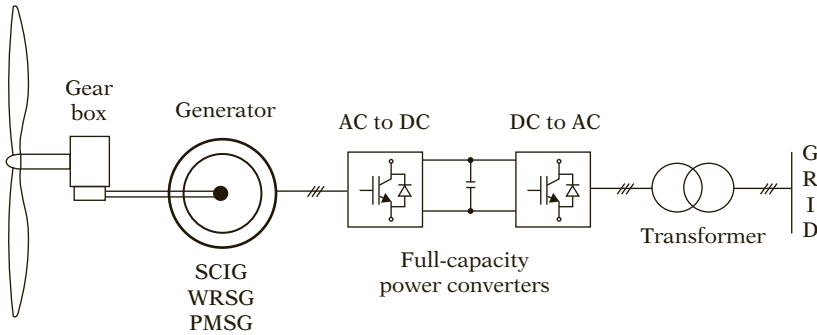 Gear
box
Generator
AC to DC
DC to AC
G
R
I
D
Transformer
Full-capacity
power converters
SCIG
WRSG
PMSG